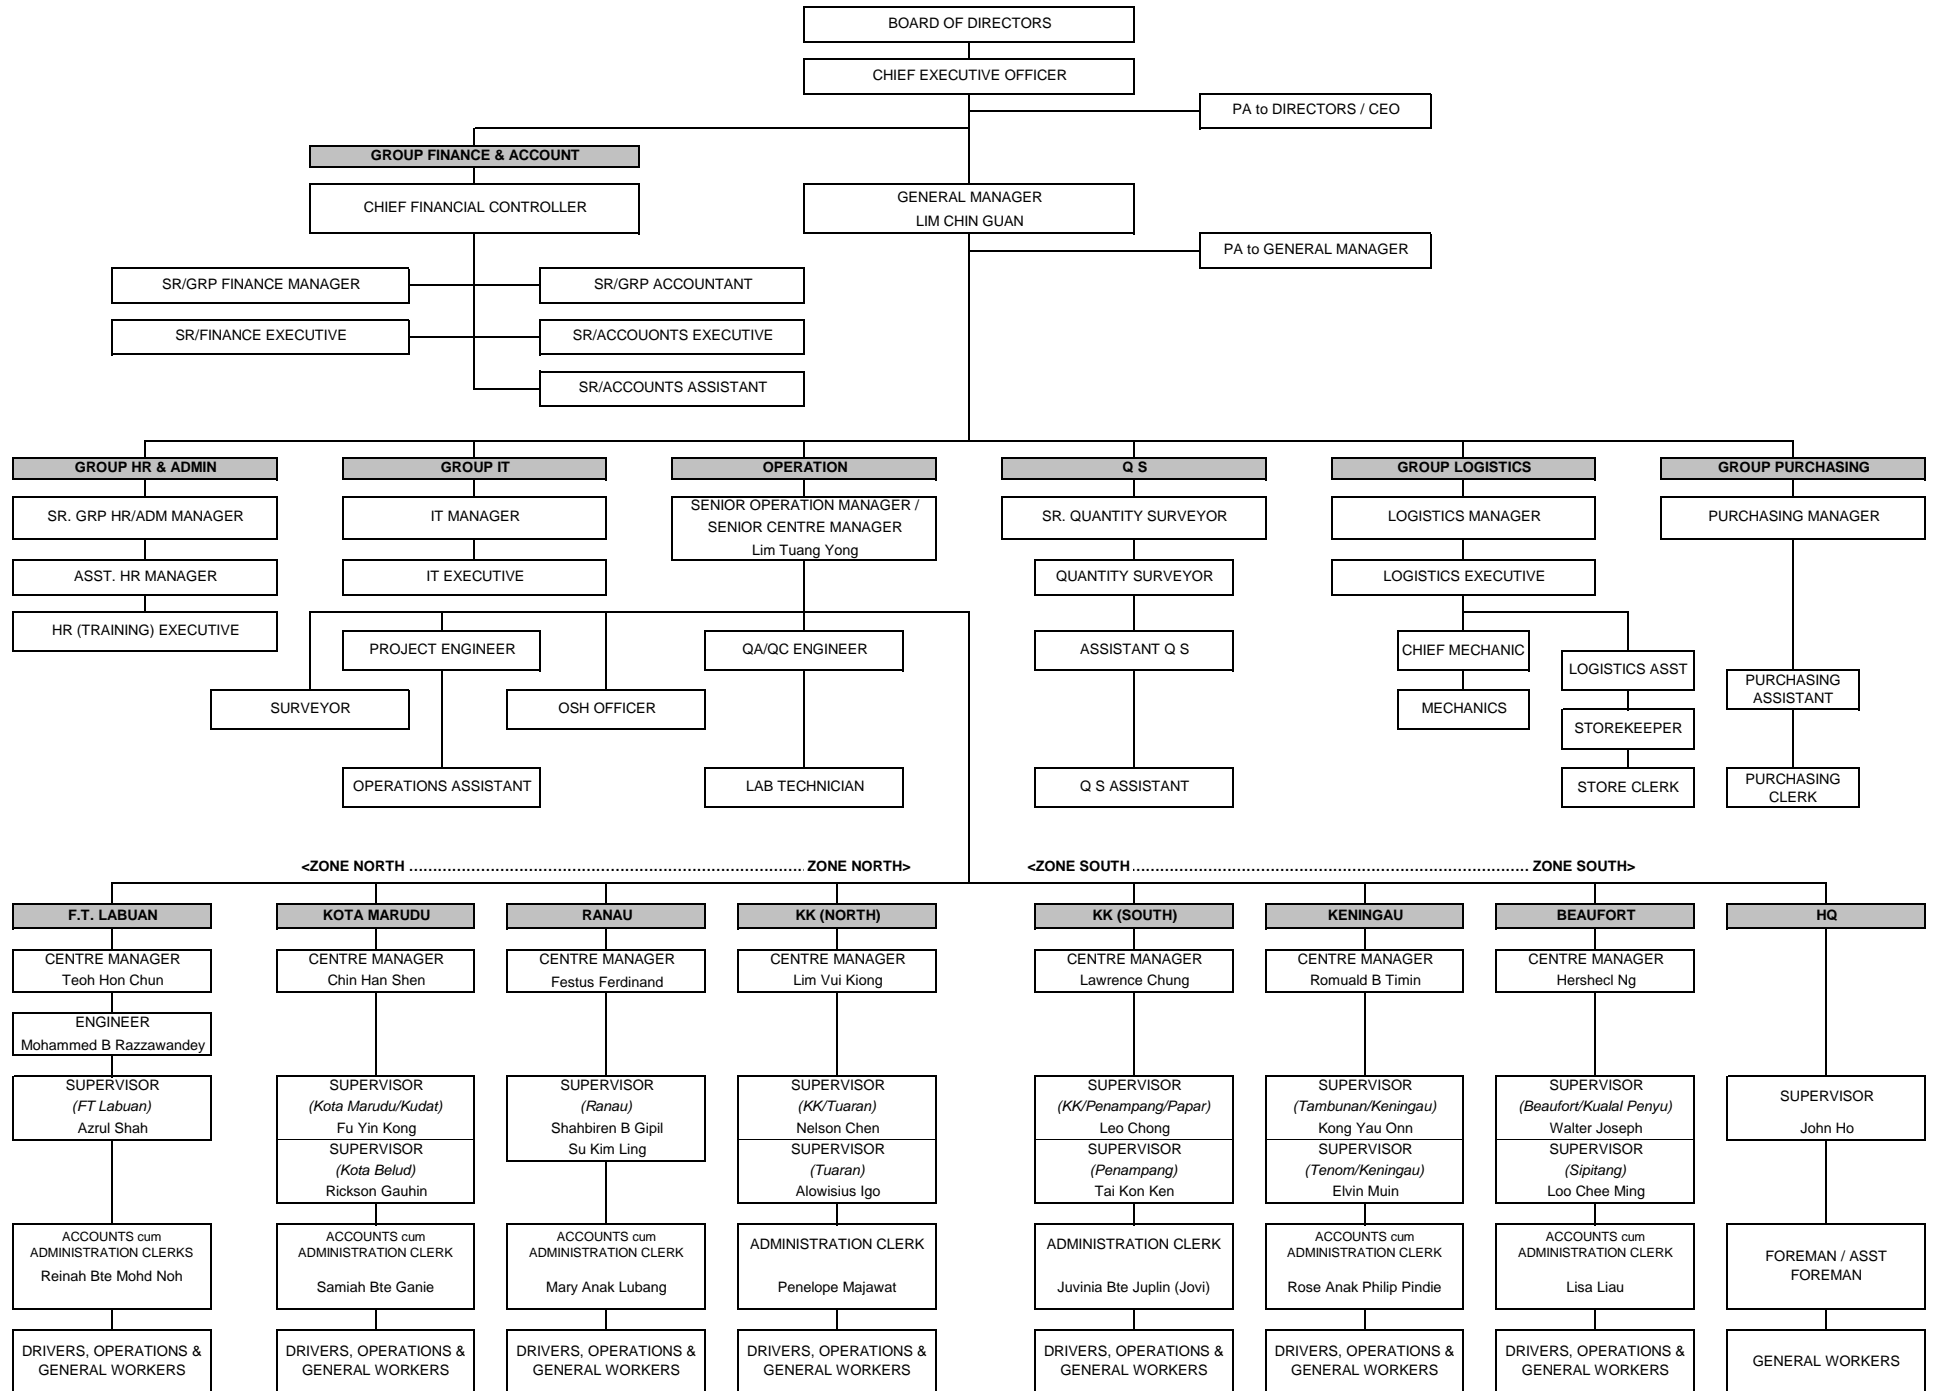 BOARD OF DIRECTORS
CHIEF EXECUTIVE OFFICER
PA to DIRECTORS / CEO
GROUP FINANCE & ACCOUNT
CHIEF FINANCIAL CONTROLLER
GENERAL MANAGER
LIM CHIN GUAN
PA to GENERAL MANAGER
SR/GRP FINANCE MANAGER
SR/GRP ACCOUNTANT
SR/FINANCE EXECUTIVE
SR/ACCOUONTS EXECUTIVE
SR/ACCOUNTS ASSISTANT
GROUP HR & ADMIN
SR. GRP HR/ADM MANAGER
ASST. HR MANAGER
HR (TRAINING) EXECUTIVE
GROUP IT
IT MANAGER
IT EXECUTIVE
OPERATION
SENIOR OPERATION MANAGER /
SENIOR CENTRE MANAGER
Lim Tuang Yong
PROJECT ENGINEER
QA/QC ENGINEER
SURVEYOR
OSH OFFICER
OPERATIONS ASSISTANT
LAB TECHNICIAN
Q S
SR. QUANTITY SURVEYOR
QUANTITY SURVEYOR
ASSISTANT Q S
Q S ASSISTANT
GROUP LOGISTICS
LOGISTICS MANAGER
LOGISTICS EXECUTIVE
CHIEF MECHANIC
MECHANICS
LOGISTICS ASST
STOREKEEPER
STORE CLERK
GROUP PURCHASING
PURCHASING MANAGER
PURCHASING
ASSISTANT
PURCHASING
CLERK
<ZONE NORTH ................................................................................ ZONE NORTH>
<ZONE SOUTH ................................................................................ ZONE SOUTH>
F.T. LABUAN
CENTRE MANAGER
Teoh Hon Chun
ENGINEER
Mohammed B Razzawandey
SUPERVISOR
(FT Labuan)
Azrul Shah
ACCOUNTS cum
ADMINISTRATION CLERKS
Reinah Bte Mohd Noh
DRIVERS, OPERATIONS &
GENERAL WORKERS
KOTA MARUDU
CENTRE MANAGER
Chin Han Shen
SUPERVISOR
(Kota Marudu/Kudat)
Fu Yin Kong
SUPERVISOR
(Kota Belud)
Rickson Gauhin
ACCOUNTS cum
ADMINISTRATION CLERK
Samiah Bte Ganie
DRIVERS, OPERATIONS &
GENERAL WORKERS
RANAU
CENTRE MANAGER
Festus Ferdinand
SUPERVISOR
(Ranau)
Shahbiren B Gipil
Su Kim Ling
ACCOUNTS cum
ADMINISTRATION CLERK
Mary Anak Lubang
DRIVERS, OPERATIONS &
GENERAL WORKERS
KK (NORTH)
CENTRE MANAGER
Lim Vui Kiong
SUPERVISOR
(KK/Tuaran)
Nelson Chen
SUPERVISOR
(Tuaran)
Alowisius Igo
ADMINISTRATION CLERK
Penelope Majawat
DRIVERS, OPERATIONS &
GENERAL WORKERS
KK (SOUTH)
CENTRE MANAGER
Lawrence Chung
SUPERVISOR
(KK/Penampang/Papar)
Leo Chong
SUPERVISOR
(Penampang)
Tai Kon Ken
ADMINISTRATION CLERK
Juvinia Bte Juplin (Jovi)
DRIVERS, OPERATIONS &
GENERAL WORKERS
KENINGAU
CENTRE MANAGER
Romuald B Timin
SUPERVISOR
(Tambunan/Keningau)
Kong Yau Onn
SUPERVISOR
(Tenom/Keningau)
Elvin Muin
ACCOUNTS cum
ADMINISTRATION CLERK
Rose Anak Philip Pindie
DRIVERS, OPERATIONS &
GENERAL WORKERS
BEAUFORT
CENTRE MANAGER
Hershecl Ng
SUPERVISOR
(Beaufort/Kualal Penyu)
Walter Joseph
SUPERVISOR
(Sipitang)
Loo Chee Ming
ACCOUNTS cum
ADMINISTRATION CLERK
Lisa Liau
DRIVERS, OPERATIONS &
GENERAL WORKERS
HQ
SUPERVISOR
John Ho
FOREMAN / ASST
FOREMAN
GENERAL WORKERS